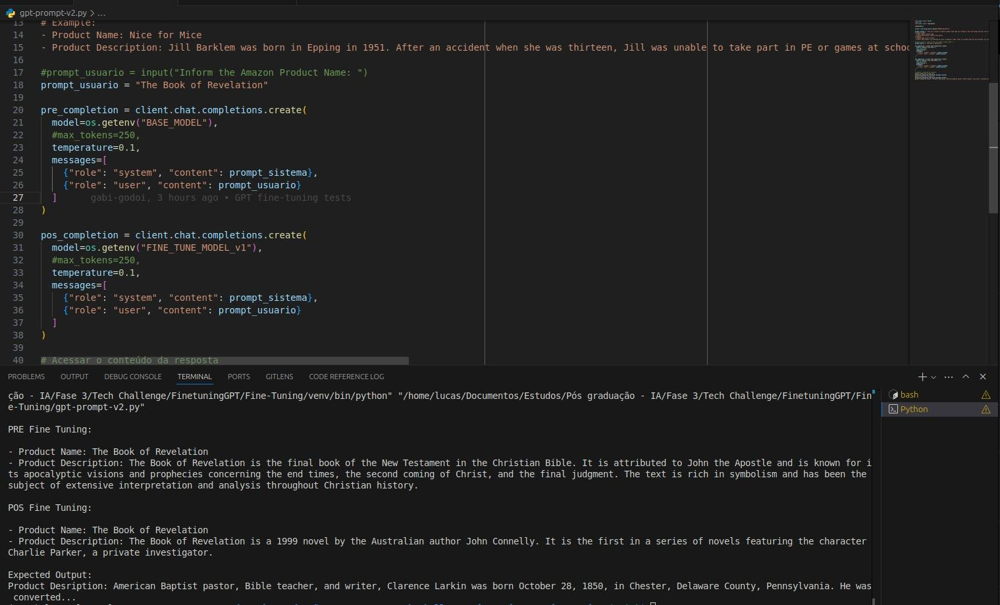 gpt-prompt-v2.py > ...
13 # Example:
14 - Product Name: Nice for Mice
15 - Product Description: Jill Barklem was born in Epping in 1951. After an accident when she was thirteen, Jill was unable to take part in PE or games at schoo
16
17 #prompt_usuario = input("Inform the Amazon Product Name: ")
18 prompt_usuario = "The Book of Revelation"
19
20 pre_completion = client.chat.completions.create(
21 model=os.getenv("BASE_MODEL"),
22 #max_tokens=250,
23 temperature=0.1,
24 messages=[
25 {"role": "system", "content": prompt_sistema},
26 {"role": "user", "content": prompt_usuario}
27 ] gabi-godoi, 3 hours ago • GPT fine-tuning tests
28 )
29
30 pos_completion = client.chat.completions.create(
31 model=os.getenv("FINE_TUNE_MODEL_v1"),
32 #max_tokens=250,
33 temperature=0.1,
34 messages=[
35 {"role": "system", "content": prompt_sistema},
36 {"role": "user", "content": prompt_usuario}
37 ]
38 )
39
40 # Acessar o conteúdo da resposta
PROBLEMS OUTPUT DEBUG CONSOLE TERMINAL PORTS GITLENS CODE REFERENCE LOG
ção - IA/Fase 3/Tech Challenge/FinetuningGPT/Fine-Tuning/venv/bin/python" "/home/lucas/Documentos/Estudos/Pós graduação - IA/Fase 3/Tech Challenge/FinetuningGPT/Fin
e-Tuning/gpt-prompt-v2.py"
bash
Python
PRE Fine Tuning:
- Product Name: The Book of Revelation
- Product Description: The Book of Revelation is the final book of the New Testament in the Christian Bible. It is attributed to John the Apostle and is known for i
ts apocalyptic visions and prophecies concerning the end times, the second coming of Christ, and the final judgment. The text is rich in symbolism and has been the
subject of extensive interpretation and analysis throughout Christian history.
POS Fine Tuning:
- Product Name: The Book of Revelation
- Product Description: The Book of Revelation is a 1999 novel by the Australian author John Connelly. It is the first in a series of novels featuring the character
Charlie Parker, a private investigator.
Expected Output:
Product Desription: American Baptist pastor, Bible teacher, and writer, Clarence Larkin was born October 28, 1850, in Chester, Delaware County, Pennsylvania. He was
converted...